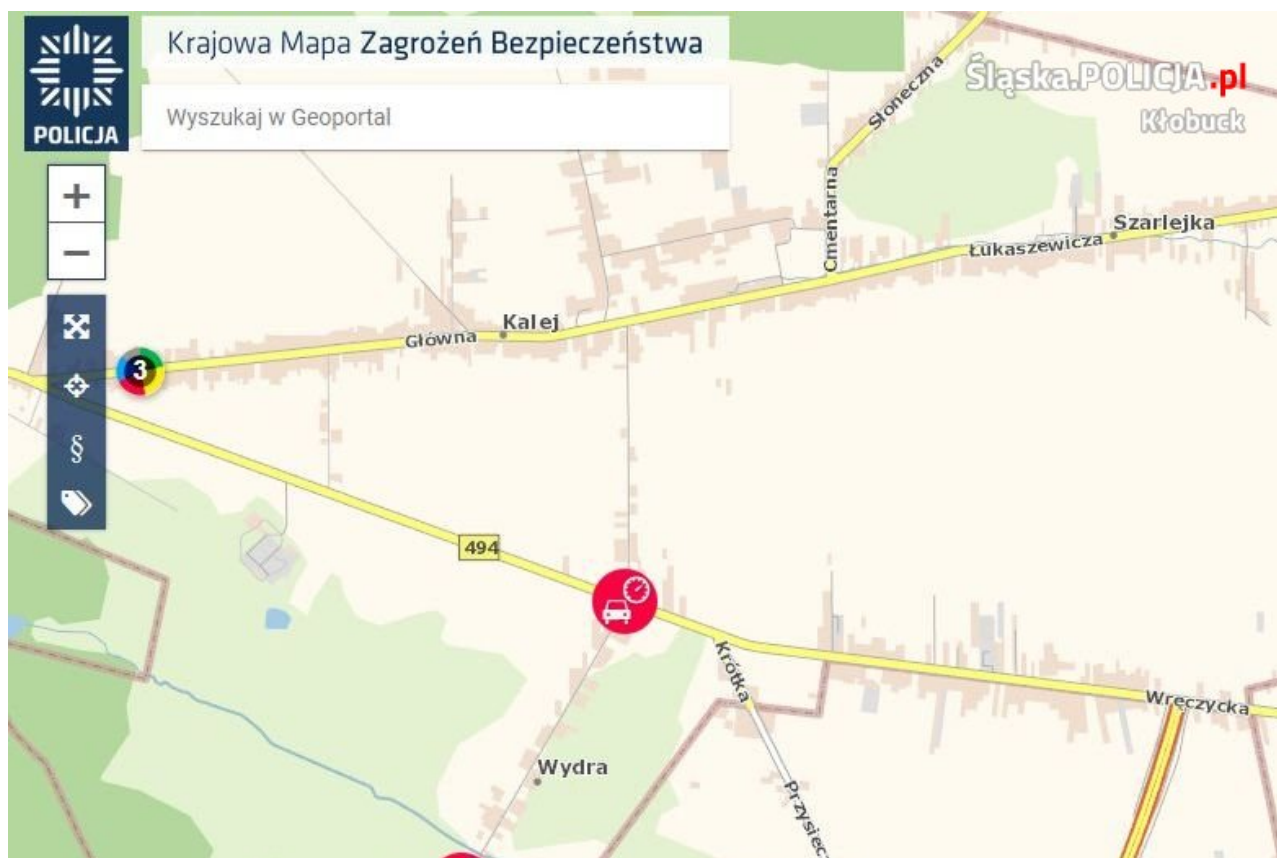 POLICJA
Krajowa Mapa Zagrożeń Bezpieczeństwa
Wyszukaj w Geoportal
Śląska.POLICJA.pl
Kłobuck
+
−
§
Słoneczna
Cmentarna
Łukaszewicza
Szarlejka
Kalej
Główna
3
494
Krótka
Wręczycka
Wydra